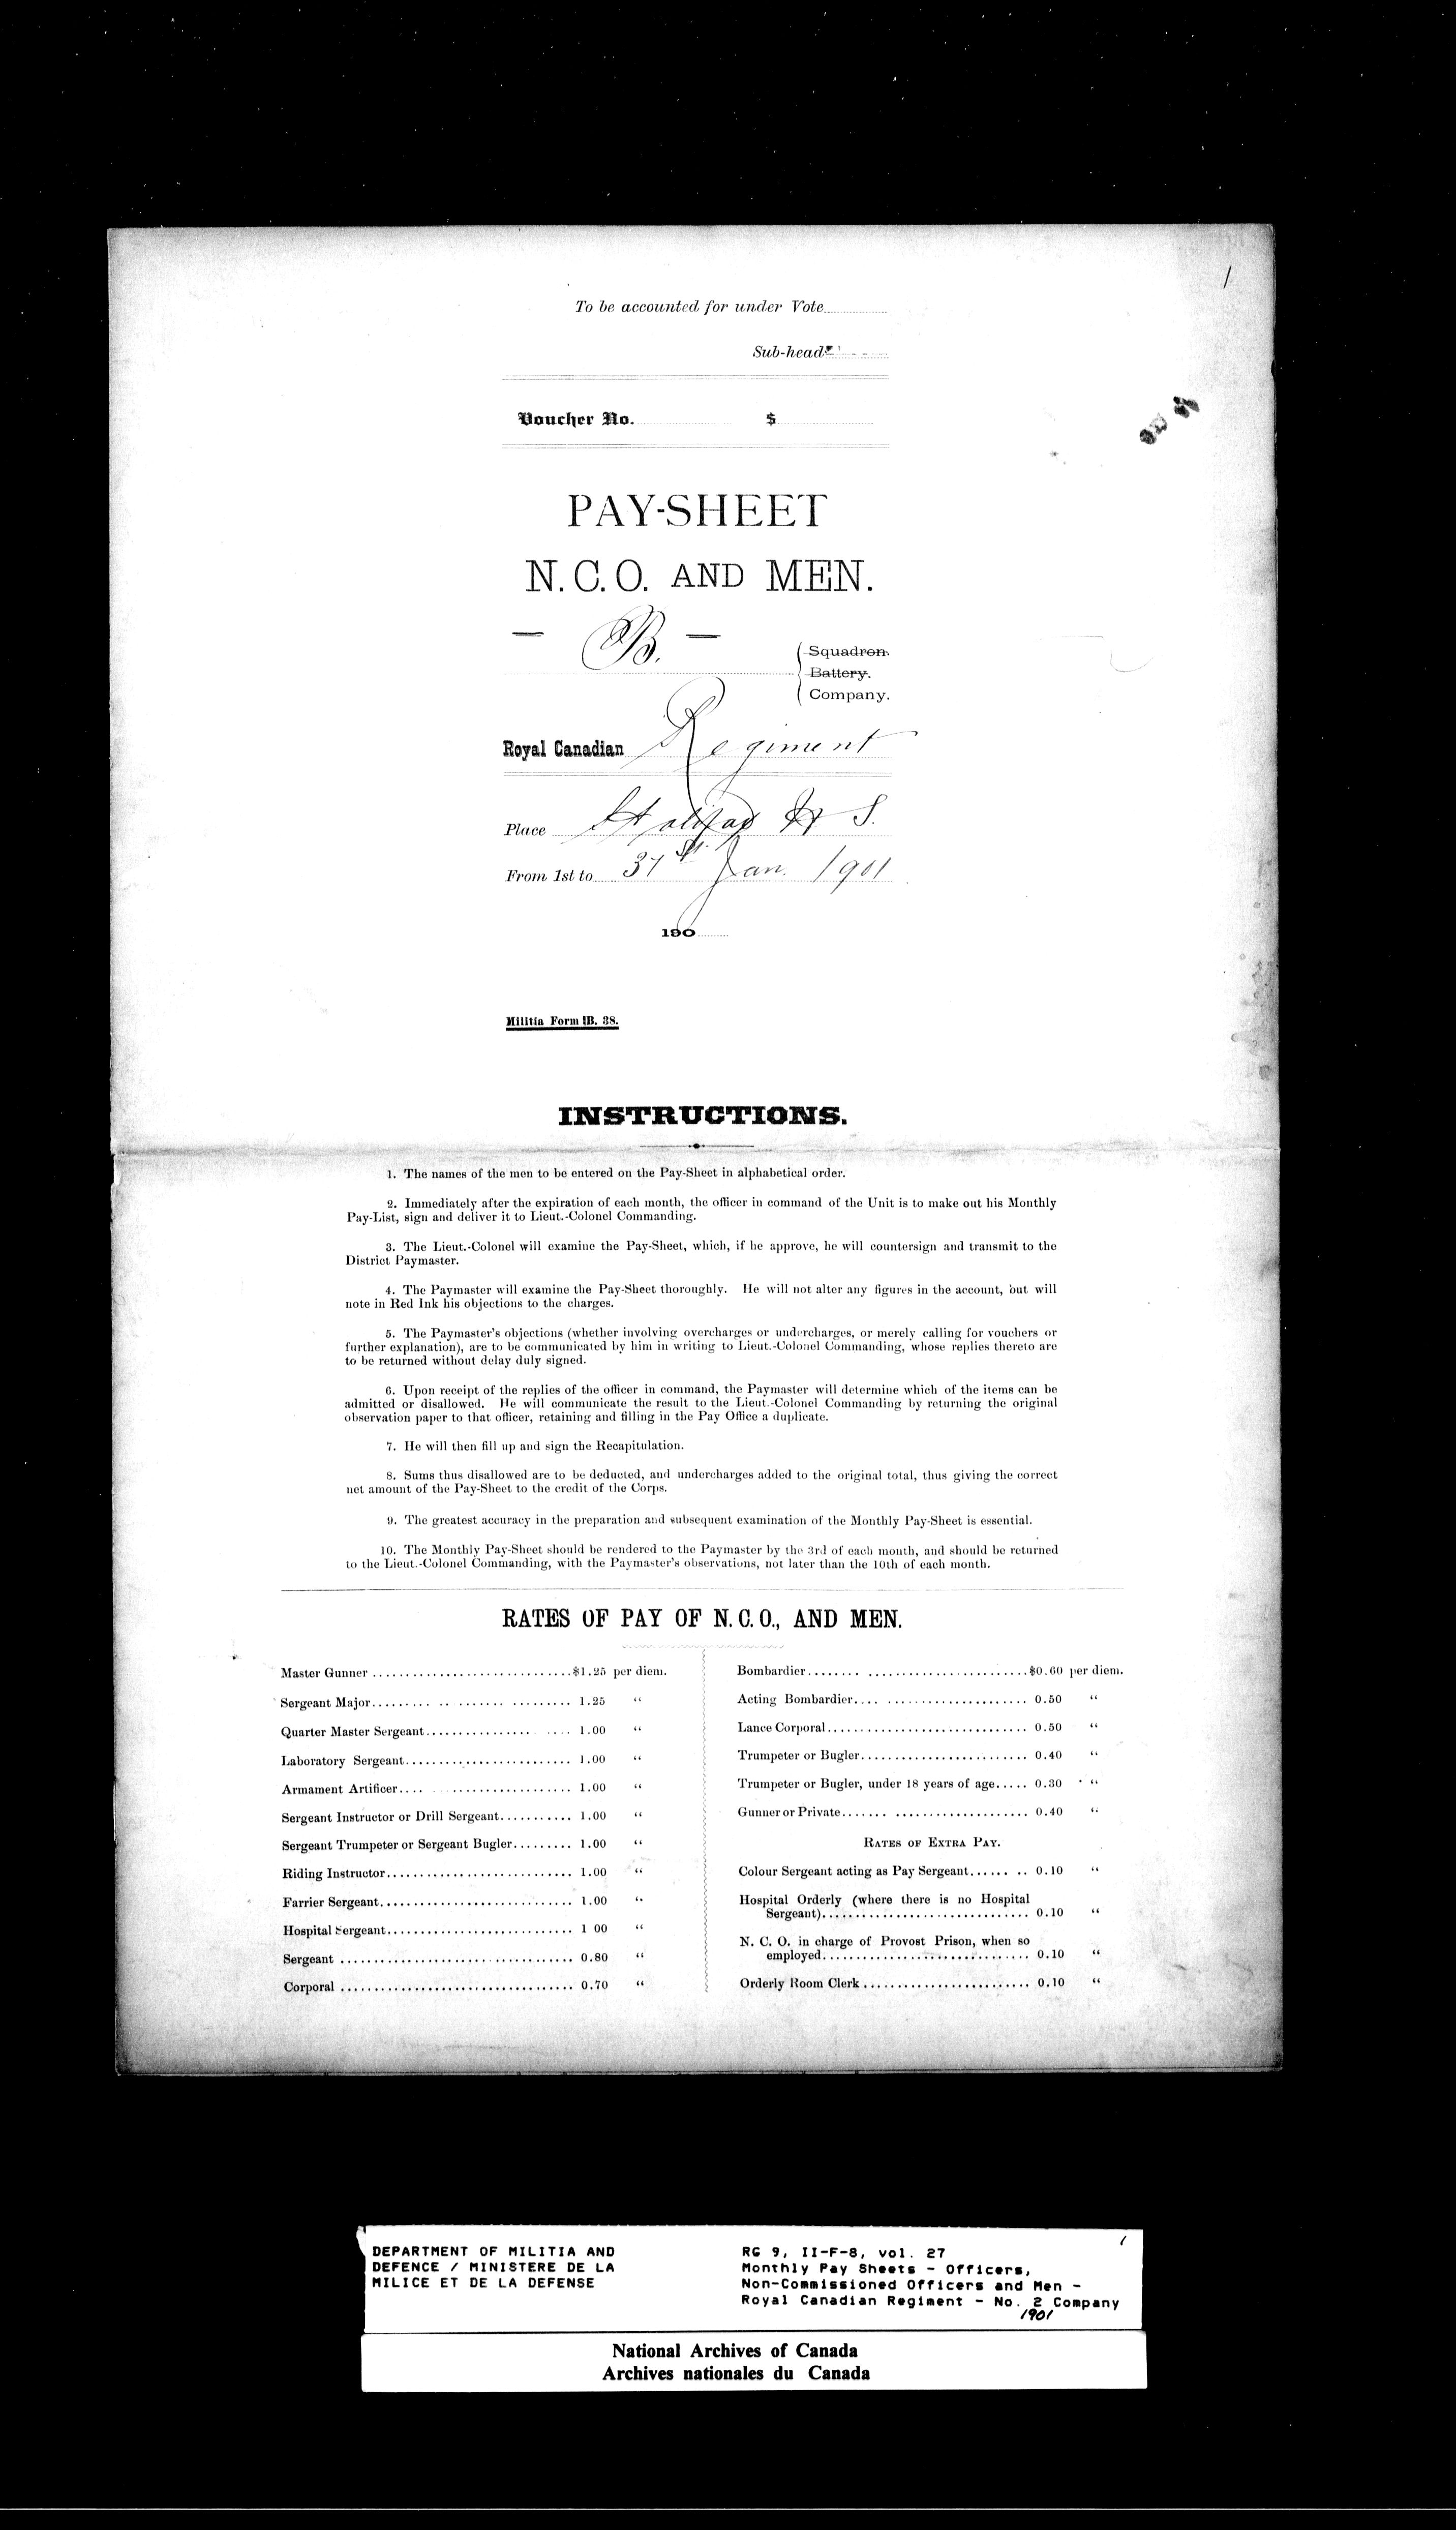 1
To be accounted for under Vote
Sub-head
Voucher No. $
PAY-SHEET
N.C.O. AND MEN.
— B. —
Squadron.
Battery.
Company.
Royal Canadian Regiment
Place Halifax N S.
From 1st to 31st Jan. 1901
190
Militia Form B. 38.
INSTRUCTIONS.
1. The names of the men to be entered on the Pay-Sheet in alphabetical order.
2. Immediately after the expiration of each month, the officer in command of the Unit is to make out his Monthly
Pay-List, sign and deliver it to Lieut.-Colonel Commanding.
3. The Lieut.-Colonel will examine the Pay-Sheet, which, if he approve, he will countersign and transmit to the
District Paymaster.
4. The Paymaster will examine the Pay-Sheet thoroughly. He will not alter any figures in the account, but will
note in Red Ink his objections to the charges.
5. The Paymaster's objections (whether involving overcharges or undercharges, or merely calling for vouchers or
further explanation), are to be communicated by him in writing to Lieut.-Colonel Commanding, whose replies thereto are
to be returned without delay duly signed.
6. Upon receipt of the replies of the officer in command, the Paymaster will determine which of the items can be
admitted or disallowed. He will communicate the result to the Lieut.-Colonel Commanding by returning the original
observation paper to that officer, retaining and filling in the Pay Office a duplicate.
7. He will then fill up and sign the Recapitulation.
8. Sums thus disallowed are to be deducted, and undercharges added to the original total, thus giving the correct
net amount of the Pay-Sheet to the credit of the Corps.
9. The greatest accuracy in the preparation and subsequent examination of the Monthly Pay-Sheet is essential.
10. The Monthly Pay-Sheet should be rendered to the Paymaster by the 3rd of each month, and should be returned
to the Lieut.-Colonel Commanding, with the Paymaster's observations, not later than the 10th of each month.
RATES OF PAY OF N.C.O., AND MEN.
Master Gunner $1.25 per diem.
Sergeant Major 1.25 "
Quarter Master Sergeant 1.00 "
Laboratory Sergeant 1.00 "
Armament Artificer 1.00 "
Sergeant Instructor or Drill Sergeant 1.00 "
Sergeant Trumpeter or Sergeant Bugler 1.00 "
Riding Instructor 1.00 "
Farrier Sergeant 1.00 "
Hospital Sergeant 1 00 "
Sergeant 0.80 "
Corporal 0.70 "
Bombardier $0.60 per diem.
Acting Bombardier 0.50 "
Lance Corporal 0.50 "
Trumpeter or Bugler 0.40 "
Trumpeter or Bugler, under 18 years of age 0.30 "
Gunner or Private 0.40 "
RATES OF EXTRA PAY.
Colour Sergeant acting as Pay Sergeant 0.10 "
Hospital Orderly (where there is no Hospital
Sergeant) 0.10 "
N. C. O. in charge of Provost Prison, when so
employed 0.10 "
Orderly Room Clerk 0.10 "
DEPARTMENT OF MILITIA AND
DEFENCE / MINISTERE DE LA
MILICE ET DE LA DEFENSE
1
RG 9, II-F-8, vol. 27
Monthly Pay Sheets - Officers,
Non-Commissioned Officers and Men -
Royal Canadian Regiment - No. 2 Company
1901
National Archives of Canada
Archives nationales du Canada